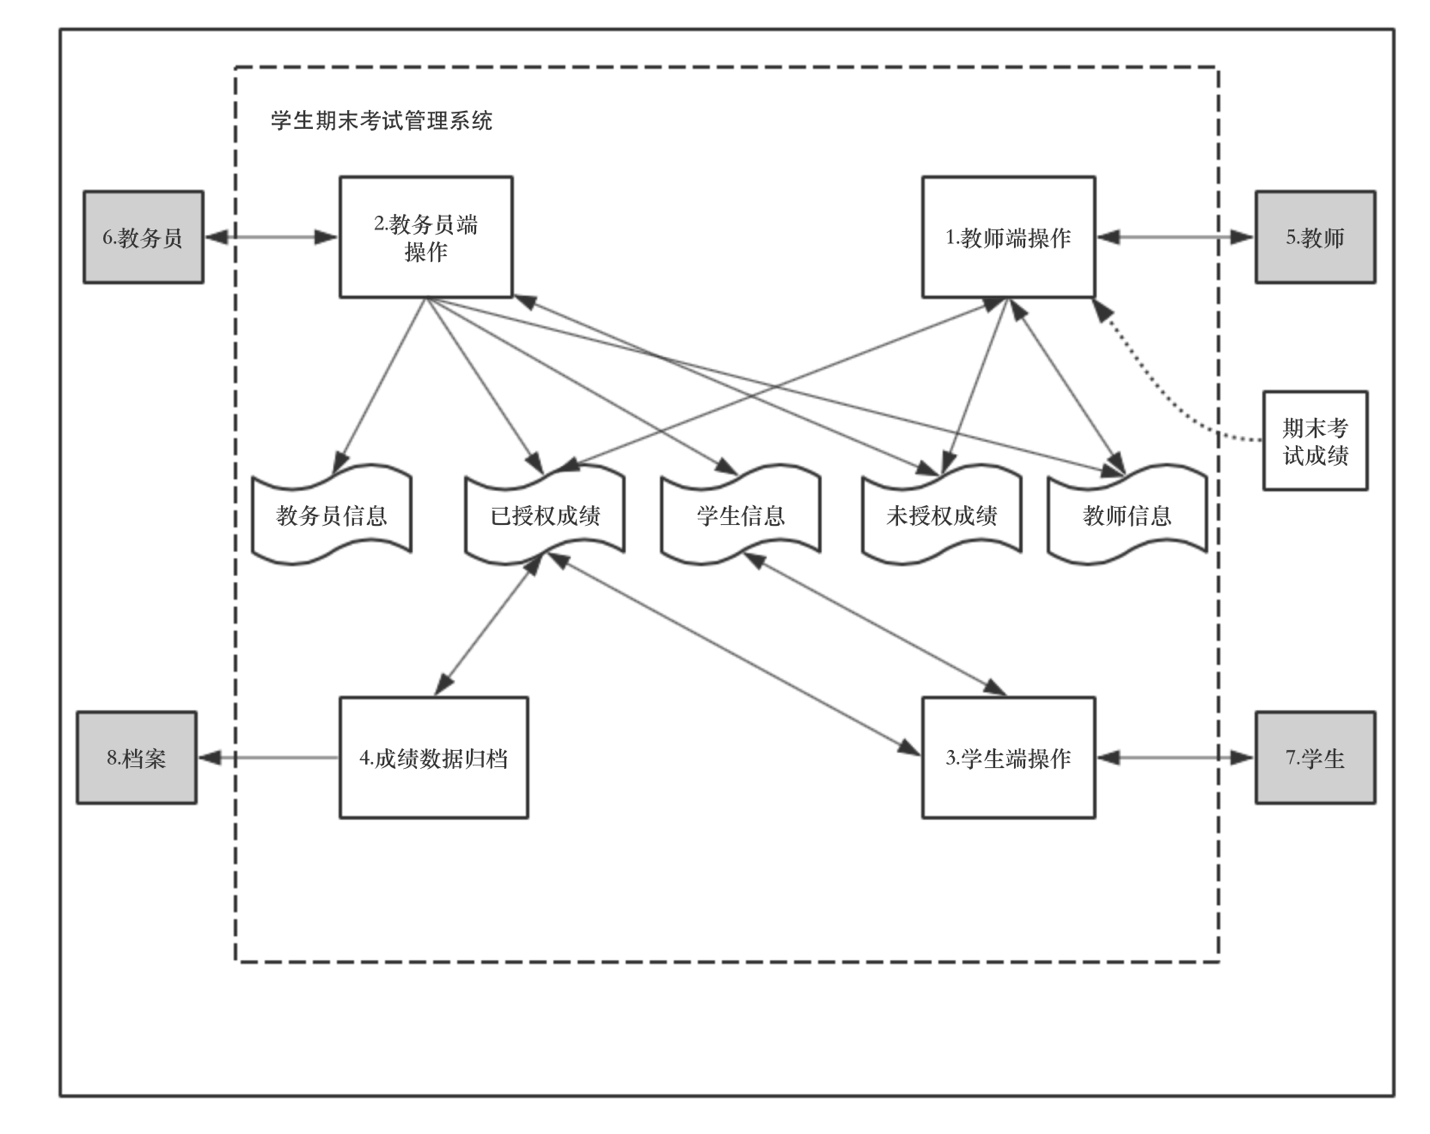 学生期末考试管理系统
6.教务员
2.教务员端
操作
1.教师端操作
5.教师
期末考
试成绩
教务员信息
已授权成绩
学生信息
未授权成绩
教师信息
8.档案
4.成绩数据归档
3.学生端操作
7.学生